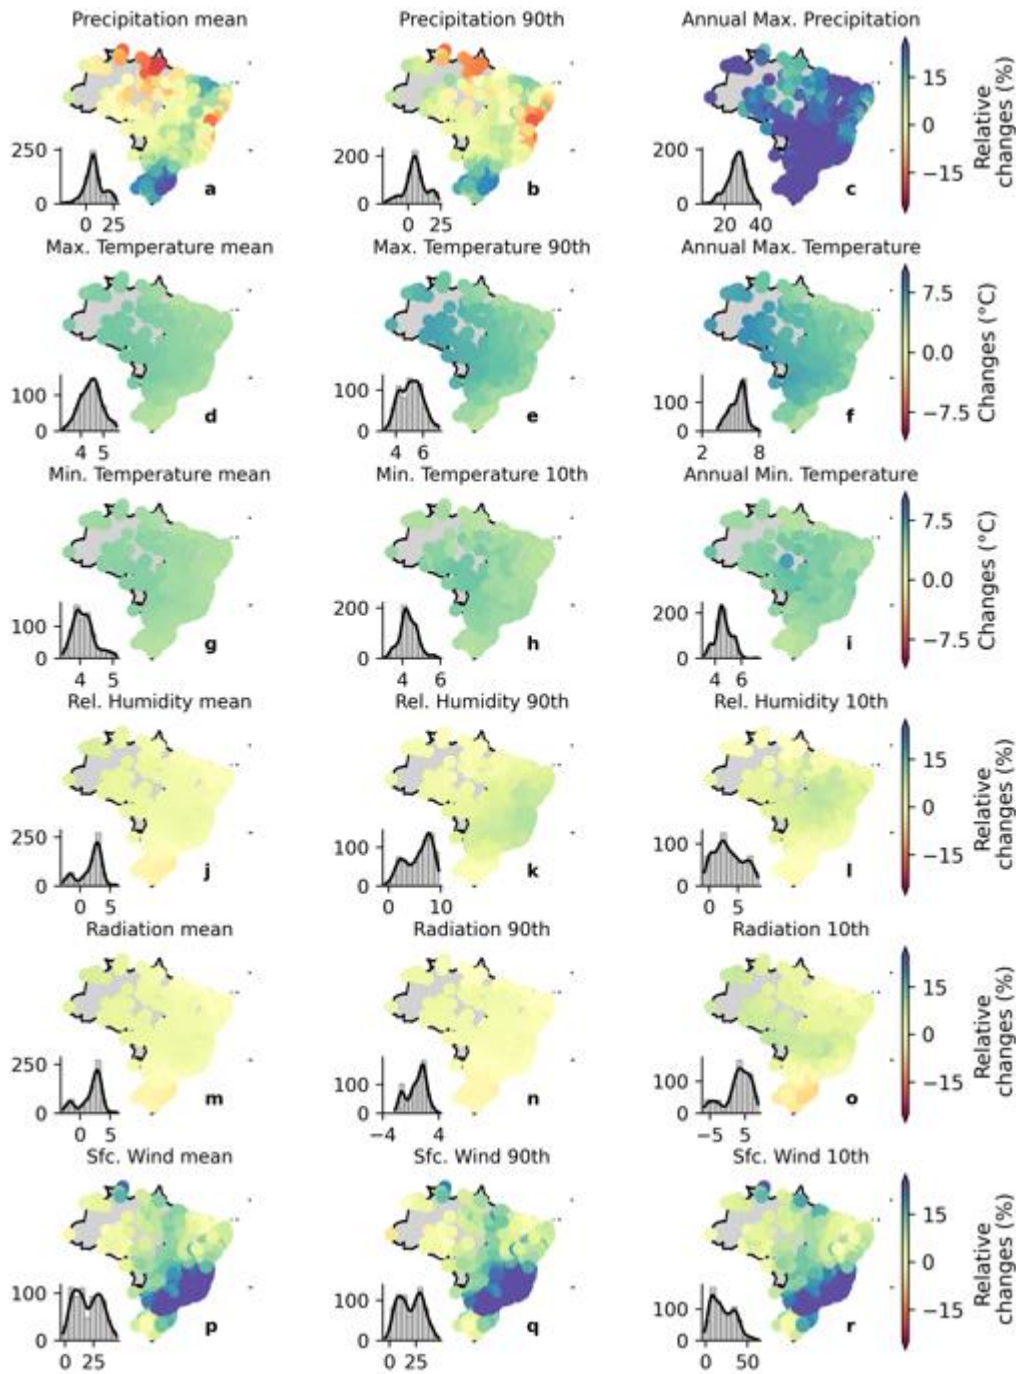 Precipitation mean
Precipitation 90th
Annual Max. Precipitation
250
0
0 25
a
200
0
0 25
b
200
0
20 40
c
15
0
−15
Relative
changes (%)
Max. Temperature mean
Max. Temperature 90th
Annual Max. Temperature
100
0
4 5
d
100
0
4 6
e
100
0
2 8
f
7.5
0.0
−7.5
Changes (°C)
Min. Temperature mean
Min. Temperature 10th
Annual Min. Temperature
100
0
4 5
g
200
0
4 6
h
200
0
4 6
i
7.5
0.0
−7.5
Changes (°C)
Rel. Humidity mean
Rel. Humidity 90th
Rel. Humidity 10th
250
0
0 5
j
100
0
0 10
k
100
0
0 5
l
15
0
−15
Relative
changes (%)
Radiation mean
Radiation 90th
Radiation 10th
250
0
0 5
m
100
0
−4 4
n
100
0
−5 5
o
15
0
−15
Relative
changes (%)
Sfc. Wind mean
Sfc. Wind 90th
Sfc. Wind 10th
100
0
0 25
p
100
0
0 25
q
100
0
0 50
r
15
0
−15
Relative
changes (%)